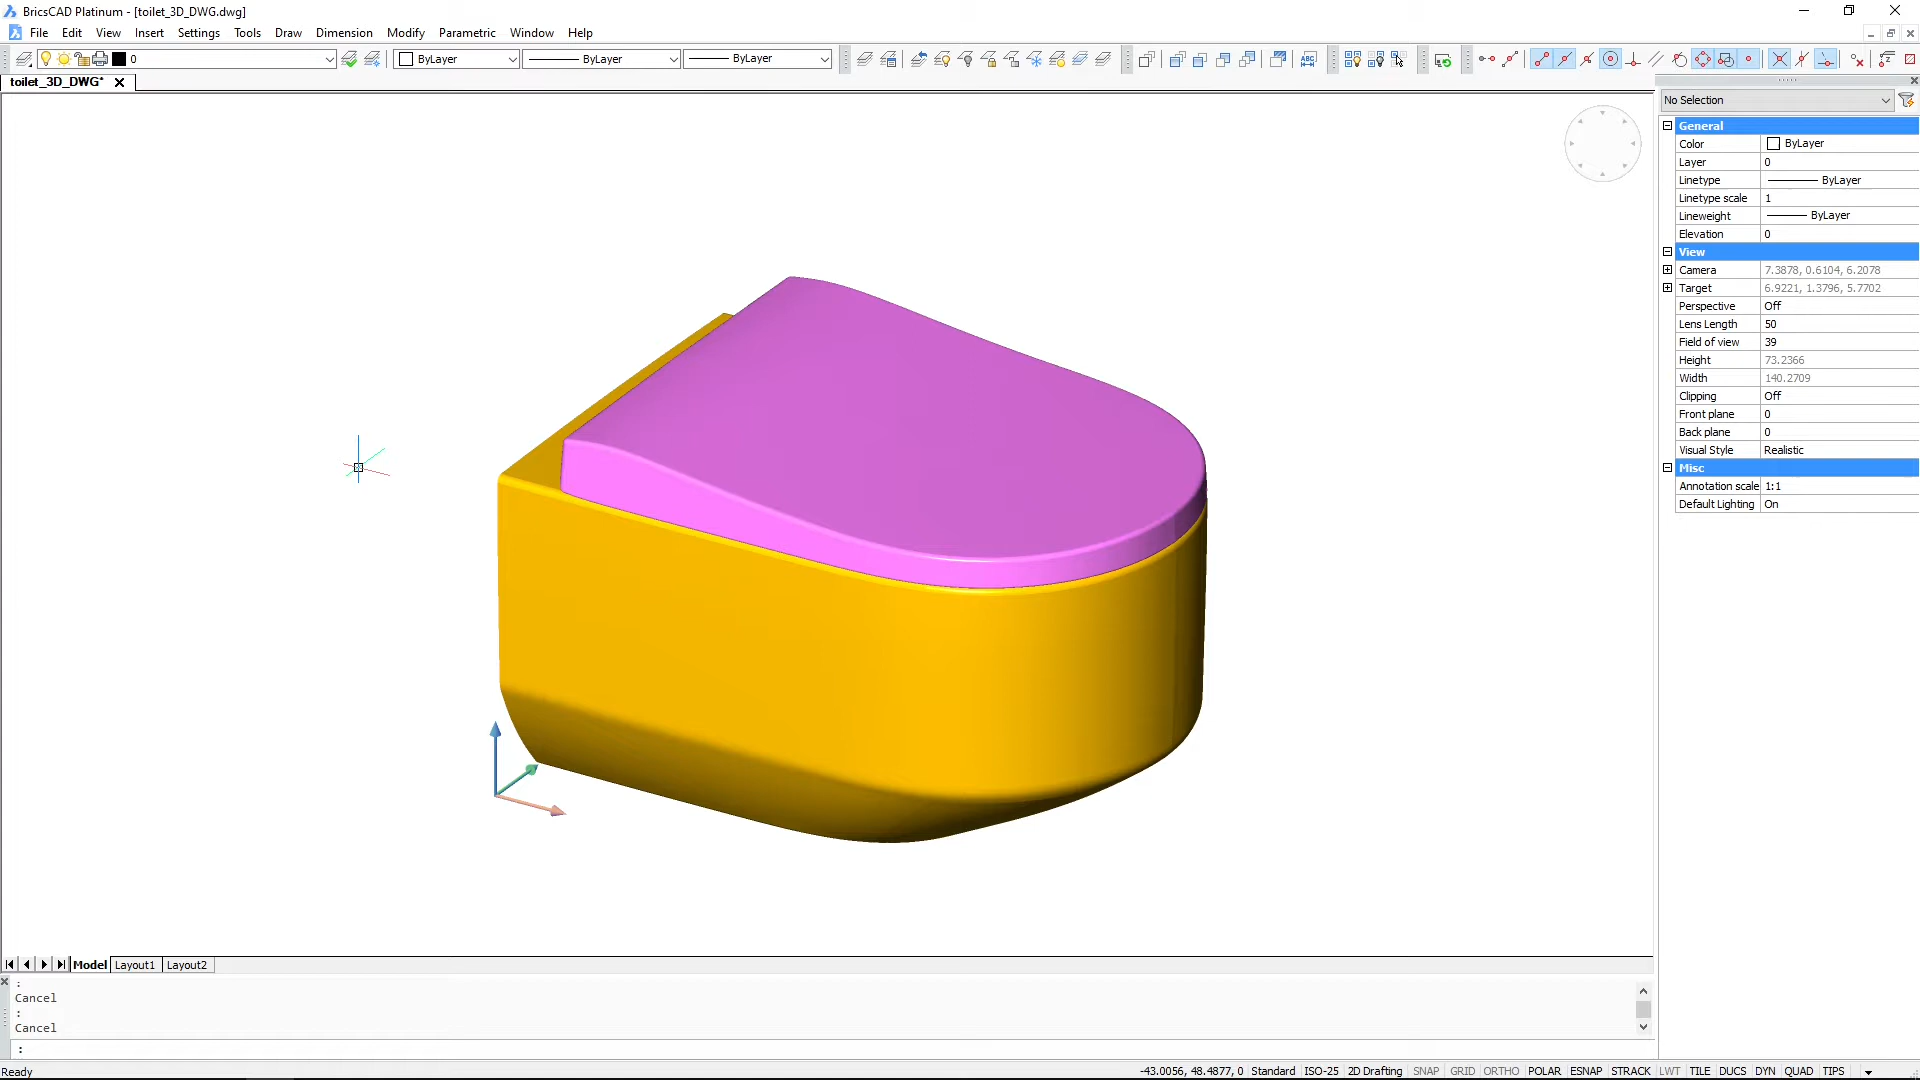 BricsCAD Platinum - [toilet_3D_DWG.dwg]
File Edit View Insert Settings Tools Draw Dimension Modify Parametric Window Help
0 ByLayer ByLayer ByLayer ABC
toilet_3D_DWG*
No Selection
General
Color ByLayer
Layer 0
Linetype ByLayer
Linetype scale 1
Lineweight ByLayer
Elevation 0
View
Camera 7.3878, 0.6104, 6.2078
Target 6.9221, 1.3796, 5.7702
Perspective Off
Lens Length 50
Field of view 39
Height 73.2366
Width 140.2709
Clipping Off
Front plane 0
Back plane 0
Visual Style Realistic
Misc
Annotation scale 1:1
Default Lighting On
Model Layout1 Layout2
:
Cancel
:
Cancel
:
Ready -43.0056, 48.4877, 0 Standard ISO-25 2D Drafting SNAP GRID ORTHO POLAR ESNAP STRACK LWT TILE DUCS DYN QUAD TIPS